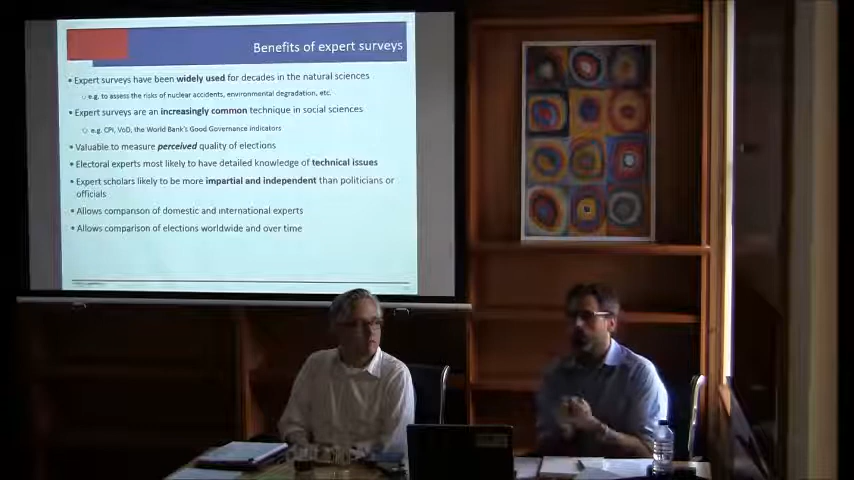 Benefits of expert surveys
• Expert surveys have been widely used for decades in the natural sciences
○ e.g. to assess the risks of nuclear accidents, environmental degradation, etc.
• Expert surveys are an increasingly common technique in social sciences
○ e.g. CPI, VoD, the World Bank's Good Governance indicators
• Valuable to measure perceived quality of elections
• Electoral experts most likely to have detailed knowledge of technical issues
• Expert scholars likely to be more impartial and independent than politicians or
officials
• Allows comparison of domestic and international experts
• Allows comparison of elections worldwide and over time